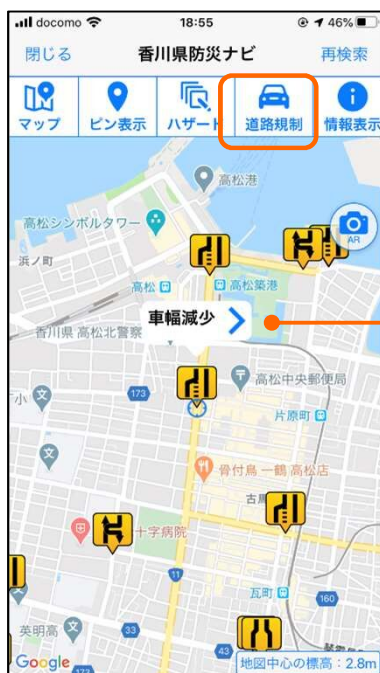 docomo 18:55 46%
閉じる 香川県防災ナビ 再検索
マップ ピン表示 ハザード 道路規制 情報表示
高松港
高松シンボルタワー
AR
浜ノ町
高松 高松築港
車幅減少
香川県 高松北警察
高松中央郵便局
173
片原町
骨付鳥 一鶴 高松店
古馬
十字病院
11
瓦町
160
英明高
33
43
Google
173
地図中心の標高：2.8m